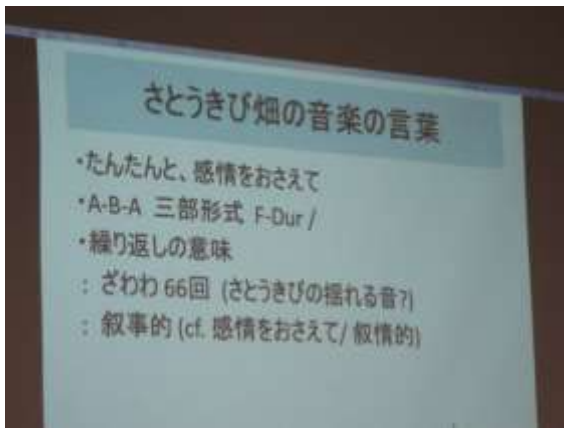 さとうきび畑の音楽の言葉
・たんたんと、感情をおさえて
・A-B-A 三部形式 F-Dur /
・繰り返しの意味
: ざわわ 66回 (さとうきびの揺れる音?)
: 叙事的 (cf. 感情をおさえて/ 叙情的)